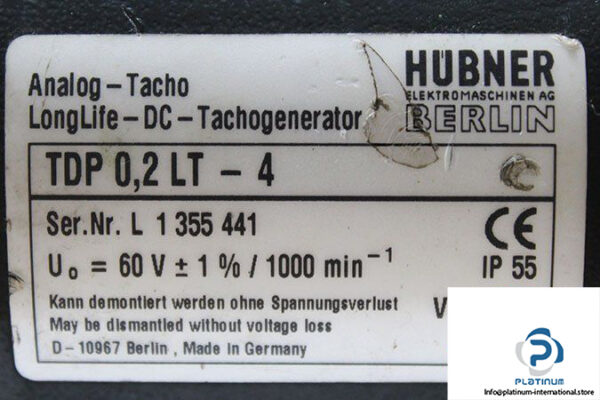 HÜBNER
ELEKTROMASCHINEN AG
BERLIN
Analog – Tacho
LongLife – DC – Tachogenerator
TDP 0,2 LT – 4
Ser.Nr. L 1 355 441
U₀ = 60 V ± 1 % / 1000 min⁻¹
IP 55
Kann demontiert werden ohne Spannungsverlust
May be dismantled without voltage loss
D – 10967 Berlin , Made in Germany
CE
V
PLATINUM
Info@platinum-international.store